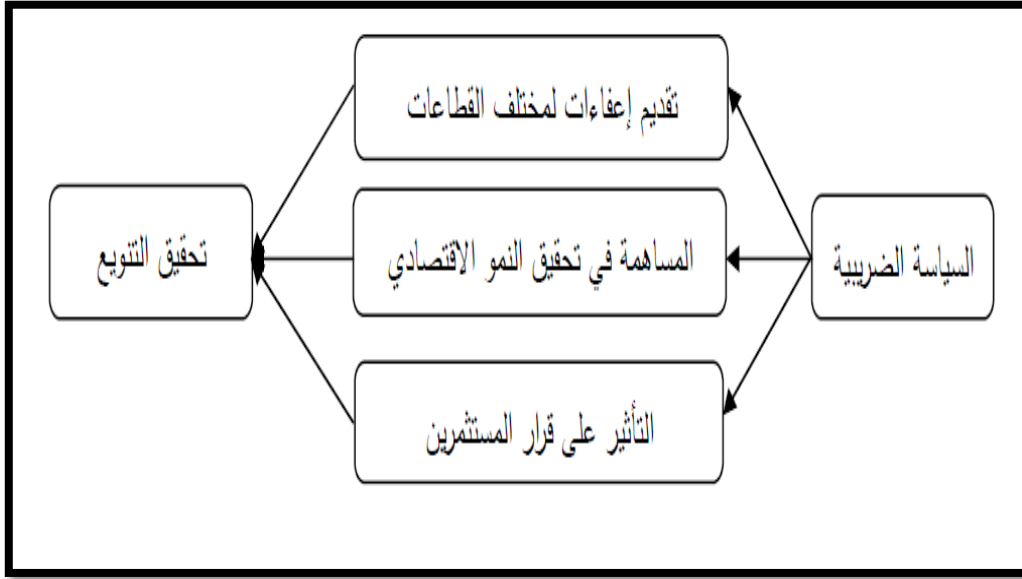 السياسة الضريبية
تقديم إعفاءات لمختلف القطاعات
المساهمة في تحقيق النمو الاقتصادي
التأثير على قرار المستثمرين
تحقيق التنويع